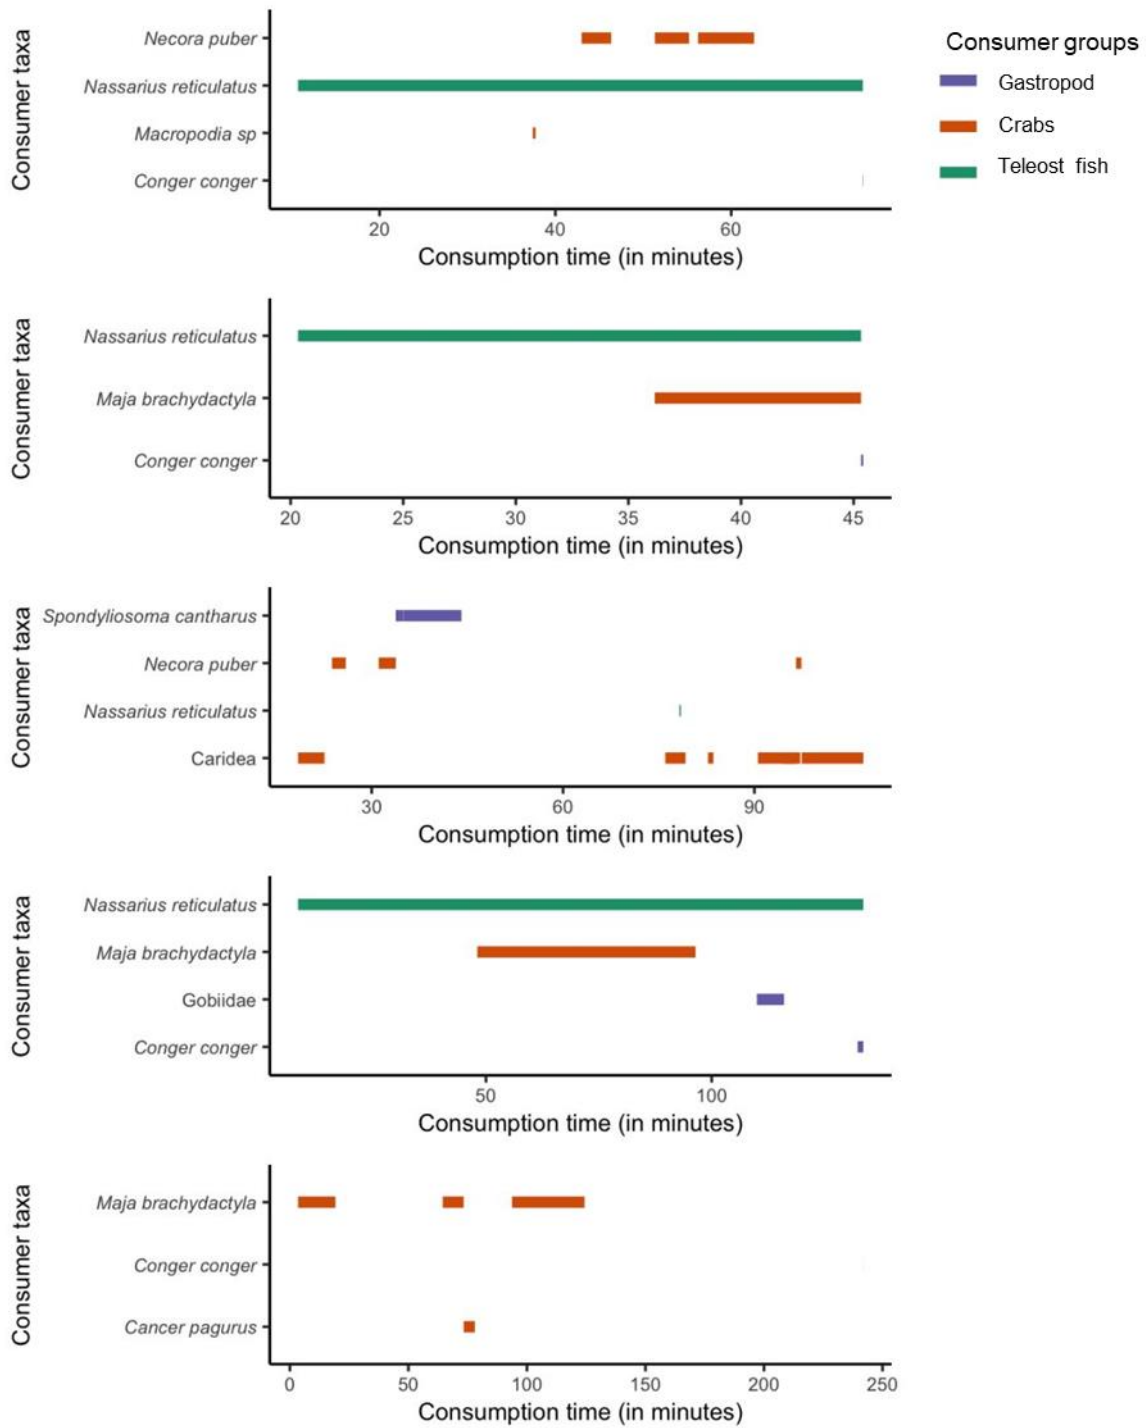 Consumer taxa
Necora puber
Nassarius reticulatus
Macropodia sp
Conger conger
20 40 60
Consumption time (in minutes)
Consumer groups
Gastropod
Crabs
Teleost fish
Consumer taxa
Nassarius reticulatus
Maja brachydactyla
Conger conger
20 25 30 35 40 45
Consumption time (in minutes)
Consumer taxa
Spondyliosoma cantharus
Necora puber
Nassarius reticulatus
Caridea
30 60 90
Consumption time (in minutes)
Consumer taxa
Nassarius reticulatus
Maja brachydactyla
Gobiidae
Conger conger
50 100
Consumption time (in minutes)
Consumer taxa
Maja brachydactyla
Conger conger
Cancer pagurus
0 50 100 150 200 250
Consumption time (in minutes)